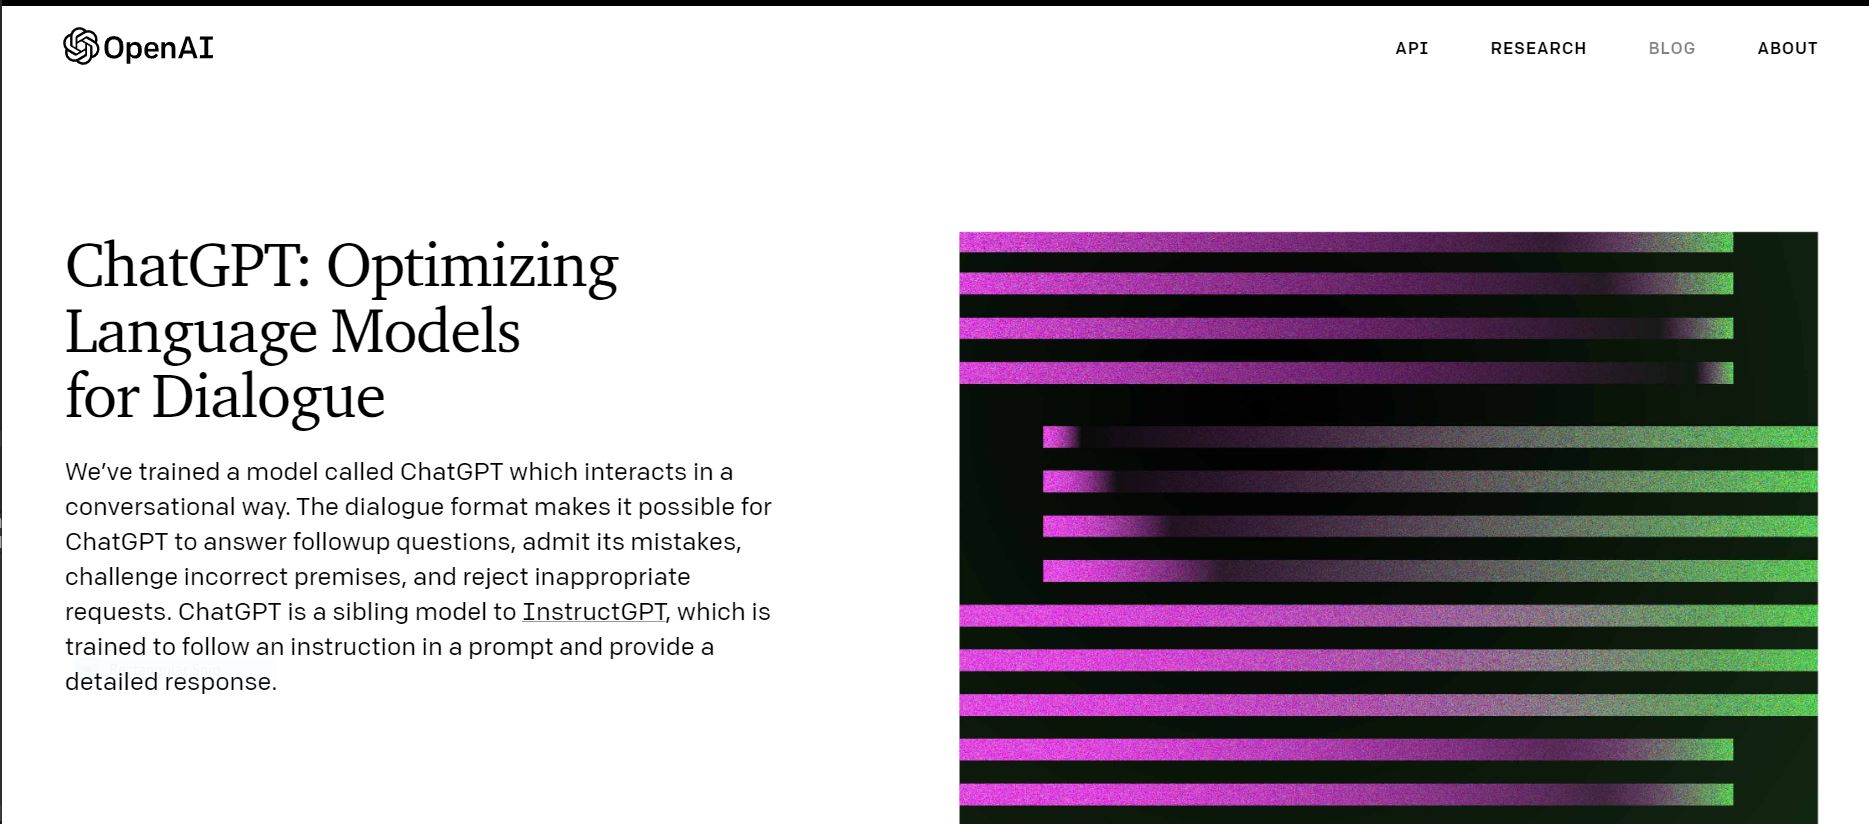 OpenAI
API RESEARCH BLOG ABOUT
ChatGPT: Optimizing
Language Models
for Dialogue
We’ve trained a model called ChatGPT which interacts in a
conversational way. The dialogue format makes it possible for
ChatGPT to answer followup questions, admit its mistakes,
challenge incorrect premises, and reject inappropriate
requests. ChatGPT is a sibling model to InstructGPT, which is
trained to follow an instruction in a prompt and provide a
detailed response.